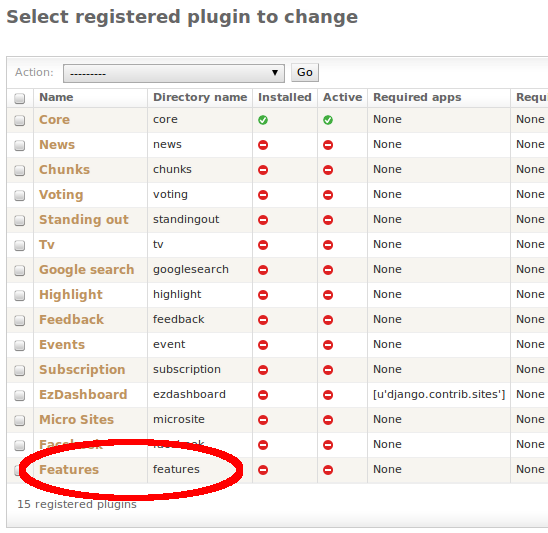 Select registered plugin to change
Action: --------- Go
Name Directory name Installed Active Required apps Requ
Core core None None
News news None None
Chunks chunks None None
Voting voting None None
Standing out standingout None None
Tv tv None None
Google search googlesearch None None
Highlight highlight None None
Feedback feedback None None
Events event None None
Subscription subscription None None
EzDashboard ezdashboard [u'django.contrib.sites'] None
Micro Sites microsite None None
Facebook facebook None None
Features features None None
15 registered plugins